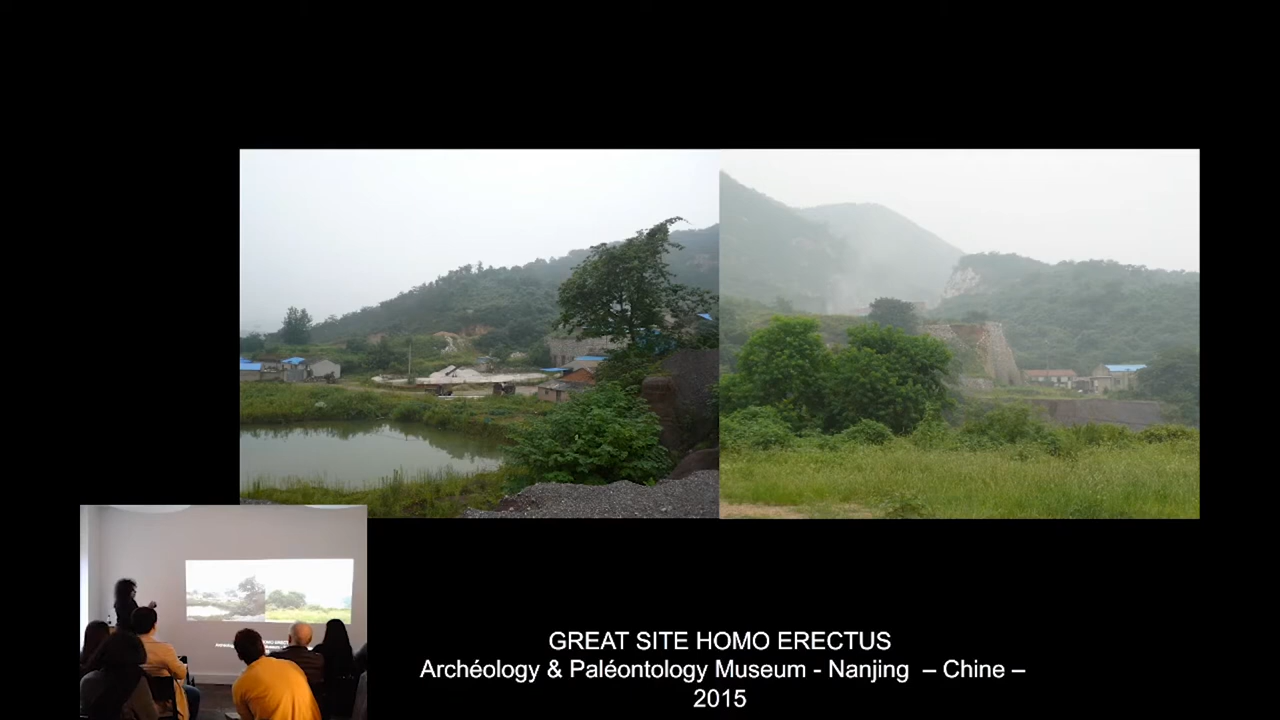 GREAT SITE HOMO ERECTUS
Archéology & Paléontology Museum - Nanjing – Chine –
2015